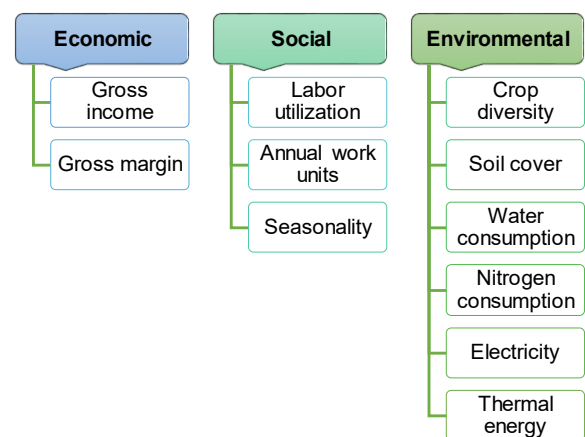 Economic
Gross
income
Gross margin
Social
Labor
utilization
Annual work
units
Seasonality
Environmental
Crop
diversity
Soil cover
Water
consumption
Nitrogen
consumption
Electricity
Thermal
energy